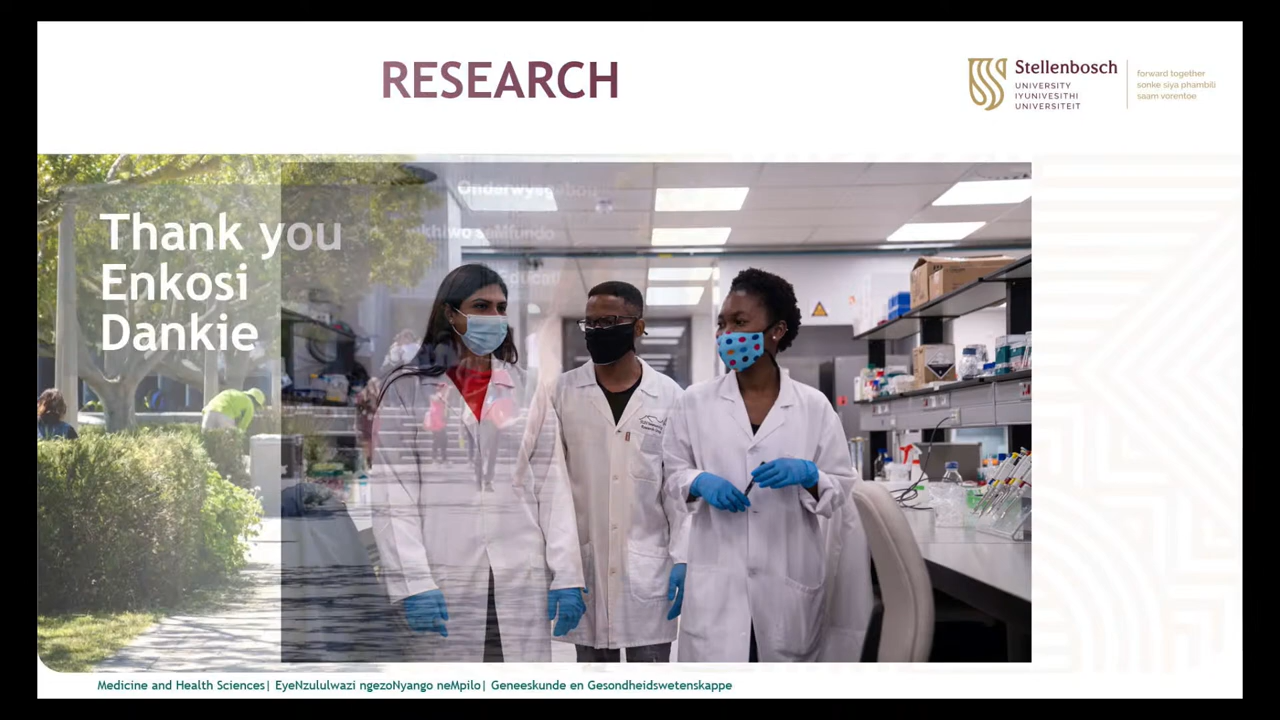 RESEARCH
Stellenbosch
UNIVERSITY
IYUNIVESITHI
UNIVERSITEIT
forward together
sonke siya phambili
saam vorentoe
Onderwysgebou
Thank you
Enkosi
Dankie
Medicine and Health Sciences| EyeNzululwazi ngezoNyango neMpilo| Geneeskunde en Gesondheidswetenskappe